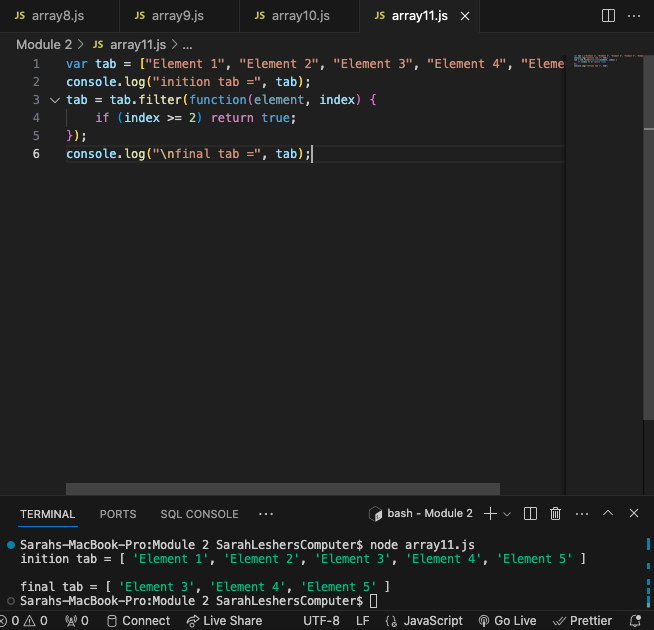 JS array8.js JS array9.js JS array10.js JS array11.js
Module 2 > JS array11.js > ...
1 var tab = ["Element 1", "Element 2", "Element 3", "Element 4", "Eleme
2 console.log("inition tab =", tab);
3 tab = tab.filter(function(element, index) {
4 if (index >= 2) return true;
5 });
6 console.log("\nfinal tab =", tab);
TERMINAL PORTS SQL CONSOLE ... bash - Module 2
Sarahs-MacBook-Pro:Module 2 SarahLeshersComputer$ node array11.js
inition tab = [ 'Element 1', 'Element 2', 'Element 3', 'Element 4', 'Element 5' ]
final tab = [ 'Element 3', 'Element 4', 'Element 5' ]
Sarahs-MacBook-Pro:Module 2 SarahLeshersComputer$
0 0 0 Connect Live Share UTF-8 LF {} JavaScript Go Live Prettier